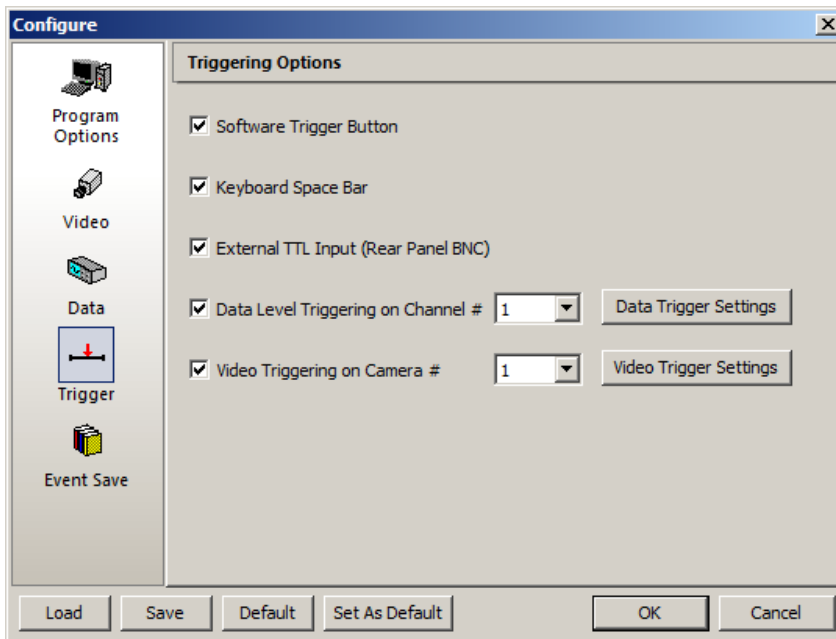 Configure
Program
Options
Video
Data
Trigger
Event Save
Triggering Options
Software Trigger Button
Keyboard Space Bar
External TTL Input (Rear Panel BNC)
Data Level Triggering on Channel # 1 Data Trigger Settings
Video Triggering on Camera # 1 Video Trigger Settings
Load Save Default Set As Default OK Cancel